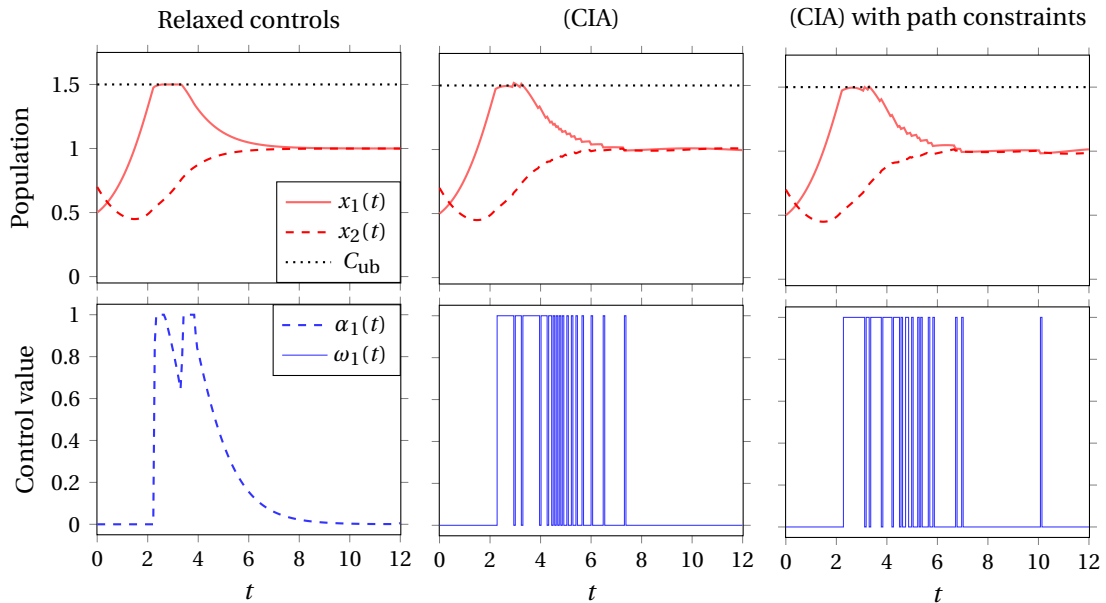 Relaxed controls
(CIA)
(CIA) with path constraints
Population
1.5
1
0.5
0
x₁(t)
x₂(t)
C_ub
Control value
1
0.8
0.6
0.4
0.2
0
α₁(t)
ω₁(t)
0 2 4 6 8 10 12
0 2 4 6 8 10 12
0 2 4 6 8 10 12
t
t
t